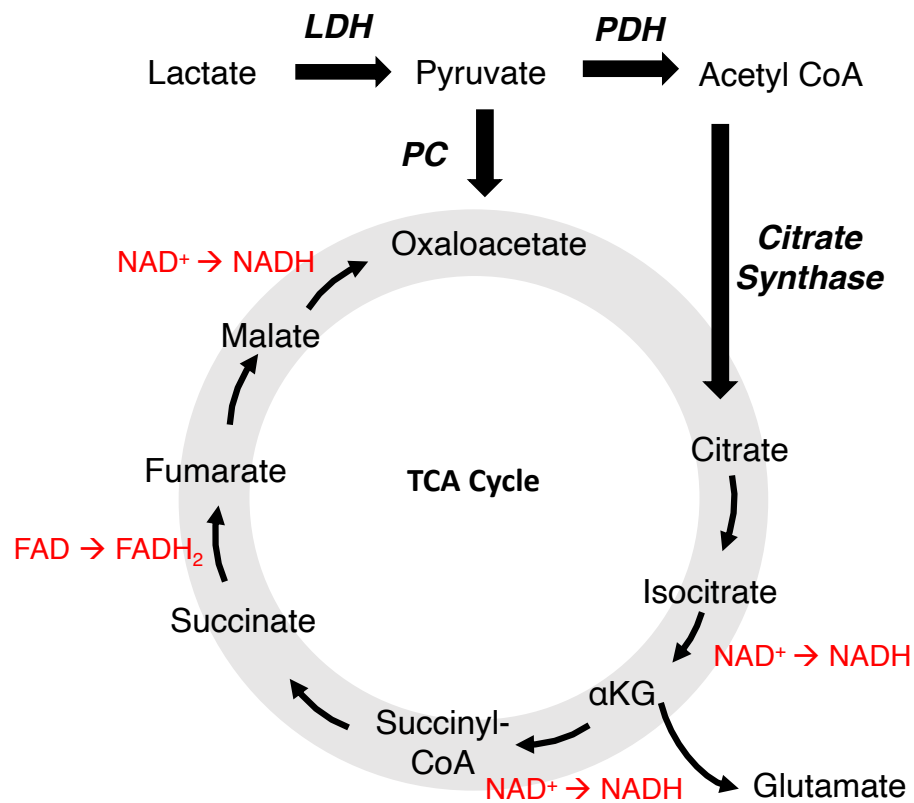 LDH
PDH
Lactate
Pyruvate
Acetyl CoA
PC
Oxaloacetate
Citrate
Synthase
NAD⁺ → NADH
Malate
Citrate
Fumarate
TCA Cycle
FAD → FADH₂
Isocitrate
Succinate
NAD⁺ → NADH
αKG
Succinyl-
CoA
NAD⁺ → NADH
Glutamate